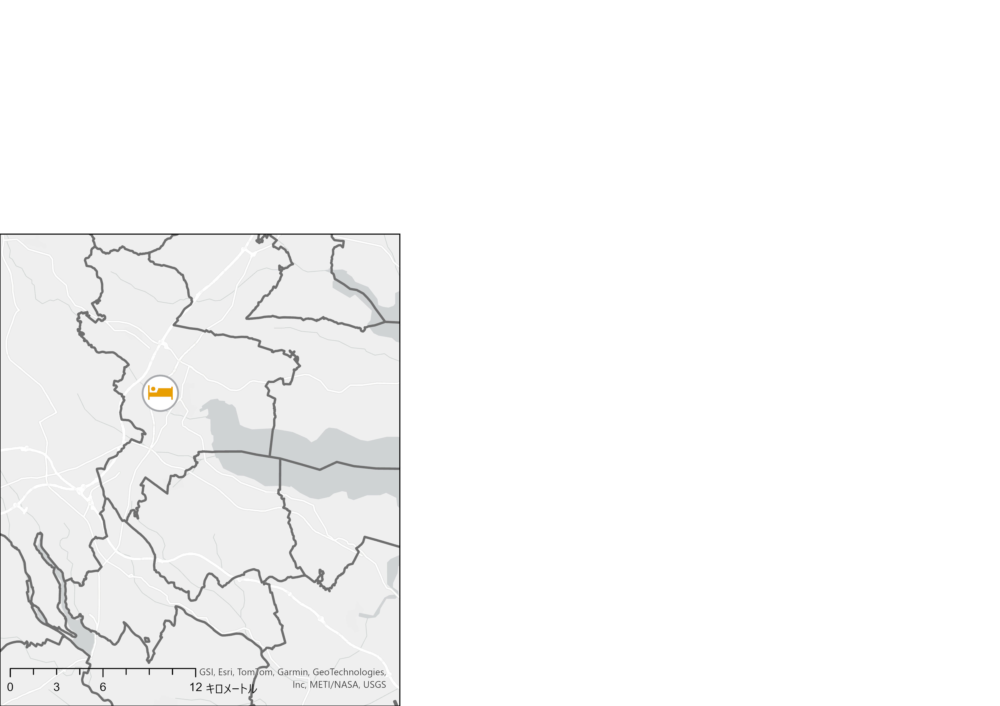 GSI, Esri, TomTom, Garmin, GeoTechnologies,
Inc, METI/NASA, USGS
0 3 6 12 キロメートル